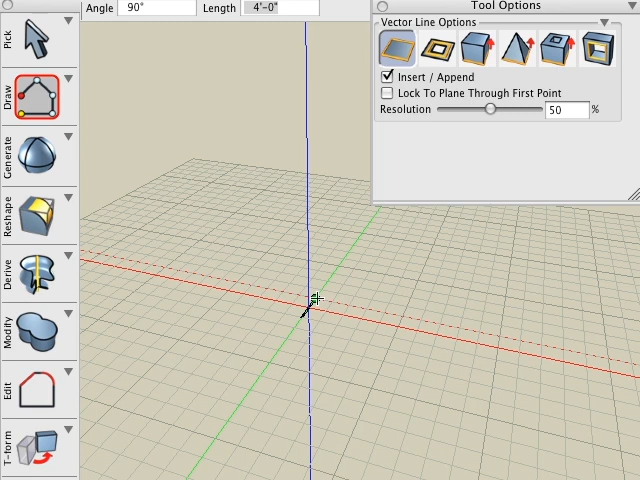 Angle 90° Length 4'-0"
Tool Options
Vector Line Options
Insert / Append
Lock To Plane Through First Point
Resolution 50 %
Pick
Draw
Generate
Reshape
Derive
Modify
Edit
T-form